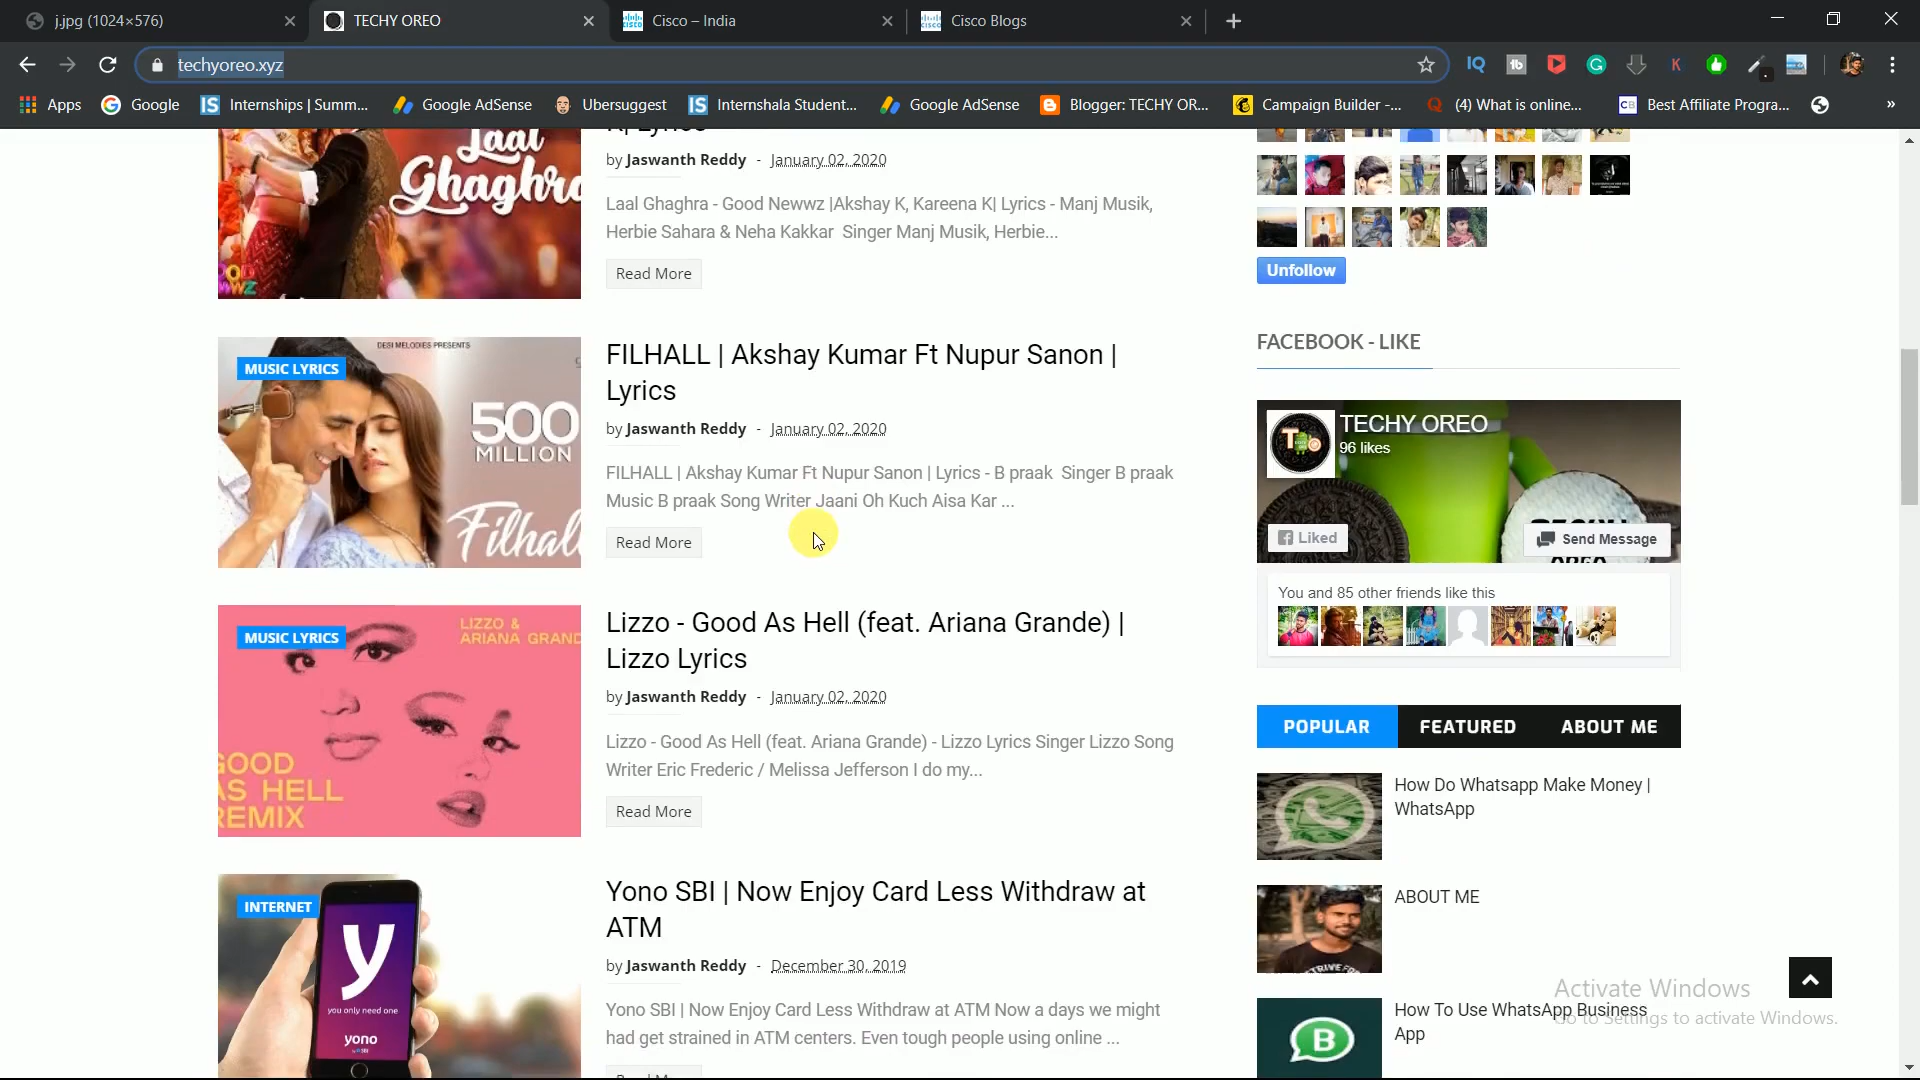 j.jpg (1024×576)
TECHY OREO
Cisco – India
Cisco Blogs
techyoreo.xyz
Apps
Google
Internships | Summ...
Google AdSense
Ubersuggest
Internshala Student...
Google AdSense
Blogger: TECHY OR...
Campaign Builder -...
(4) What is online...
Best Affiliate Progra...
Laal
Ghaghra
by Jaswanth Reddy - January 02, 2020
Laal Ghaghra - Good Newwz |Akshay K, Kareena K| Lyrics - Manj Musik,
Herbie Sahara & Neha Kakkar Singer Manj Musik, Herbie...
Read More
Unfollow
DESI MELODIES PRESENTS
MUSIC LYRICS
500
MILLION
Filhall
FILHALL | Akshay Kumar Ft Nupur Sanon |
Lyrics
by Jaswanth Reddy - January 02, 2020
FILHALL | Akshay Kumar Ft Nupur Sanon | Lyrics - B praak Singer B praak
Music B praak Song Writer Jaani Oh Kuch Aisa Kar ...
Read More
FACEBOOK - LIKE
TECHY OREO
96 likes
Liked
Send Message
You and 85 other friends like this
MUSIC LYRICS
LIZZO &
ARIANA GRAND
GOOD
AS HELL
REMIX
Lizzo - Good As Hell (feat. Ariana Grande) |
Lizzo Lyrics
by Jaswanth Reddy - January 02, 2020
Lizzo - Good As Hell (feat. Ariana Grande) - Lizzo Lyrics Singer Lizzo Song
Writer Eric Frederic / Melissa Jefferson I do my...
Read More
POPULAR
FEATURED
ABOUT ME
How Do Whatsapp Make Money |
WhatsApp
ABOUT ME
How To Use WhatsApp Business
App
INTERNET
y
you only need one
yono
Yono SBI | Now Enjoy Card Less Withdraw at
ATM
by Jaswanth Reddy - December 30, 2019
Yono SBI | Now Enjoy Card Less Withdraw at ATM Now a days we might
had get strained in ATM centers. Even tough people using online ...
Activate Windows
Go to Settings to activate Windows.